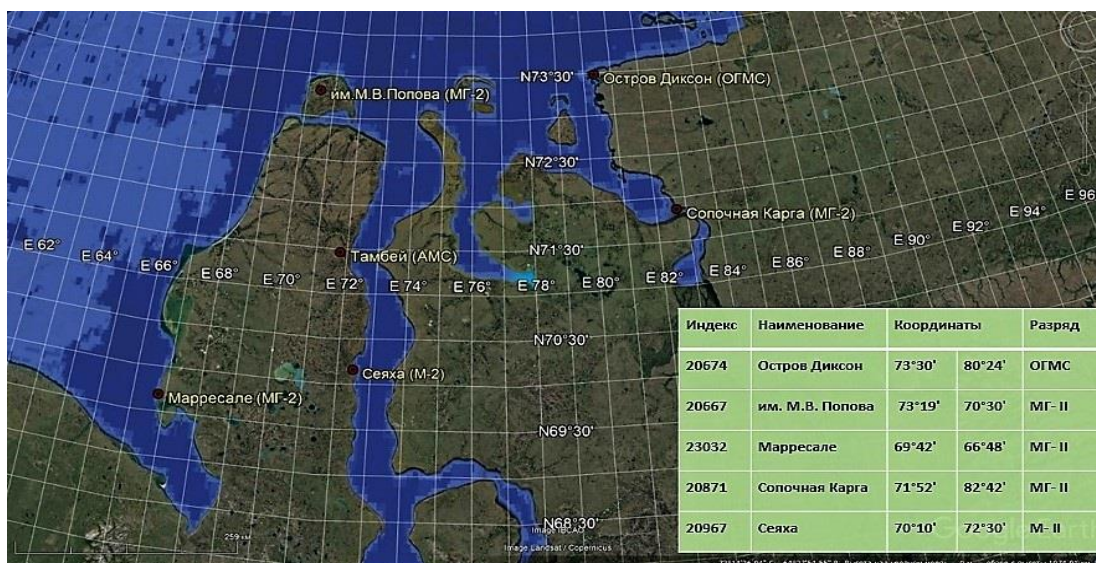 N73°30'
Остров Диксон (ОГМС)
им.М.В.Попова (МГ-2)
N72°30'
Сопочная Карга (МГ-2)
E 96°
E 94°
E 92°
E 90°
E 88°
E 86°
E 84°
E 82°
E 80°
E 78°
E 76°
E 74°
E 72°
E 70°
E 68°
E 66°
E 64°
E 62°
N71°30'
Тамбей (АМС)
N70°30'
Сеяха (М-2)
Марресале (МГ-2)
N69°30'
N68°30'
Индекс Наименование Координаты Разряд
20674 Остров Диксон 73°30' 80°24' ОГМС
20667 им. М.В. Попова 73°19' 70°30' МГ- II
23032 Марресале 69°42' 66°48' МГ- II
20871 Сопочная Карга 71°52' 82°42' МГ- II
20967 Сеяха 70°10' 72°30' М- II
259 км
Image IBCAO
Image Landsat / Copernicus
Google Earth